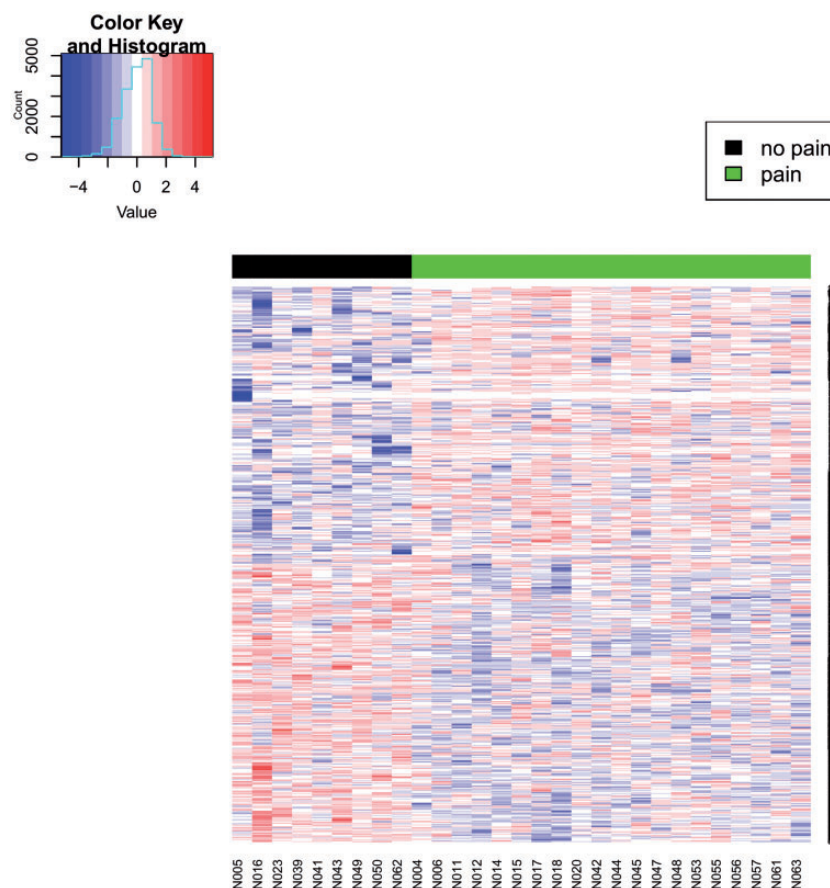 Color Key
and Histogram
Count
0 2000 5000
−4 0 2 4
Value
no pain
pain
N005 N016 N023 N039 N041 N043 N049 N050 N062 N004 N006 N011 N012 N014 N015 N017 N018 N020 N042 N044 N045 N047 N048 N053 N055 N056 N057 N061 N063